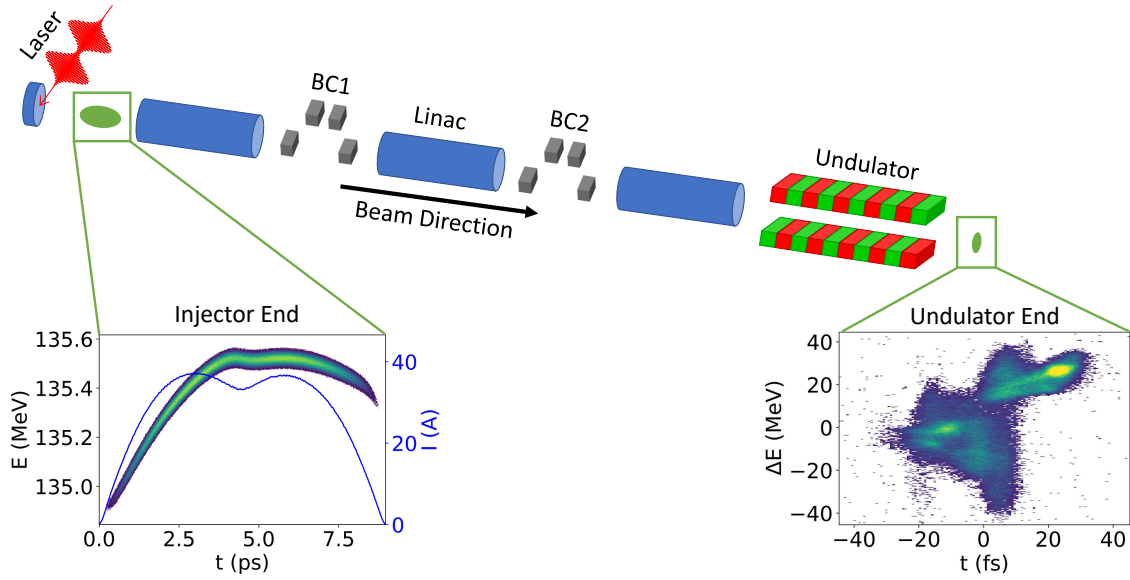 Laser
BC1
Linac
BC2
Undulator
Beam Direction
Injector End
135.6
135.4
135.2
135.0
E (MeV)
40
20
0
I (A)
0.0 2.5 5.0 7.5
t (ps)
Undulator End
40
20
0
−20
−40
ΔE (MeV)
−40 −20 0 20 40
t (fs)